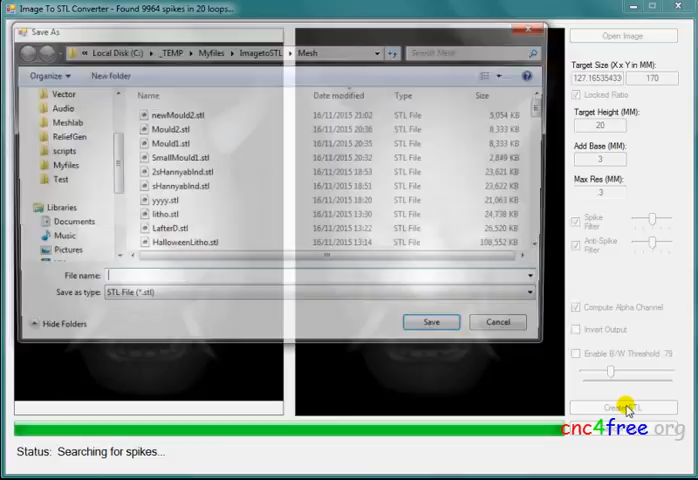 Image To STL Converter - Found 9964 spikes in 20 loops...
Save As
Local Disk (C:) _TEMP Myfiles ImagetoSTL Mesh
Search Mesh
Organize New Folder
Name Date modified Type Size
Vector
Audio
Meshlab
ReliefGen
scripts
Myfiles
Test
Libraries
Documents
Music
Pictures
newMould2.stl 16/11/2015 21:02 STL File 5,054 KB
Mould2.stl 16/11/2015 20:36 STL File 8,333 KB
Mould1.stl 16/11/2015 20:35 STL File 8,333 KB
SmallMould1.stl 16/11/2015 20:32 STL File 2,849 KB
2sHannyabInd.stl 16/11/2015 18:53 STL File 23,621 KB
sHannyabInd.stl 16/11/2015 18:51 STL File 23,622 KB
yyyy.stl 16/11/2015 18:20 STL File 21,063 KB
litho.stl 16/11/2015 13:30 STL File 24,738 KB
LafterD.stl 16/11/2015 13:22 STL File 26,520 KB
HalloweenLitho.stl 16/11/2015 13:14 STL File 108,552 KB
File name:
Save as type: STL File (*.stl)
Hide Folders Save Cancel
Open Image
Target Size (X x Y in MM):
127.16535433 170
Locked Ratio
Target Height (MM):
20
Add Base (MM):
3
Max Res (MM):
.3
Spike
Filter
Anti-Spike
Filter
Compute Alpha Channel
Invert Output
Enable B/W Threshold 79
Create STL
cnc4free.org
Status: Searching for spikes...